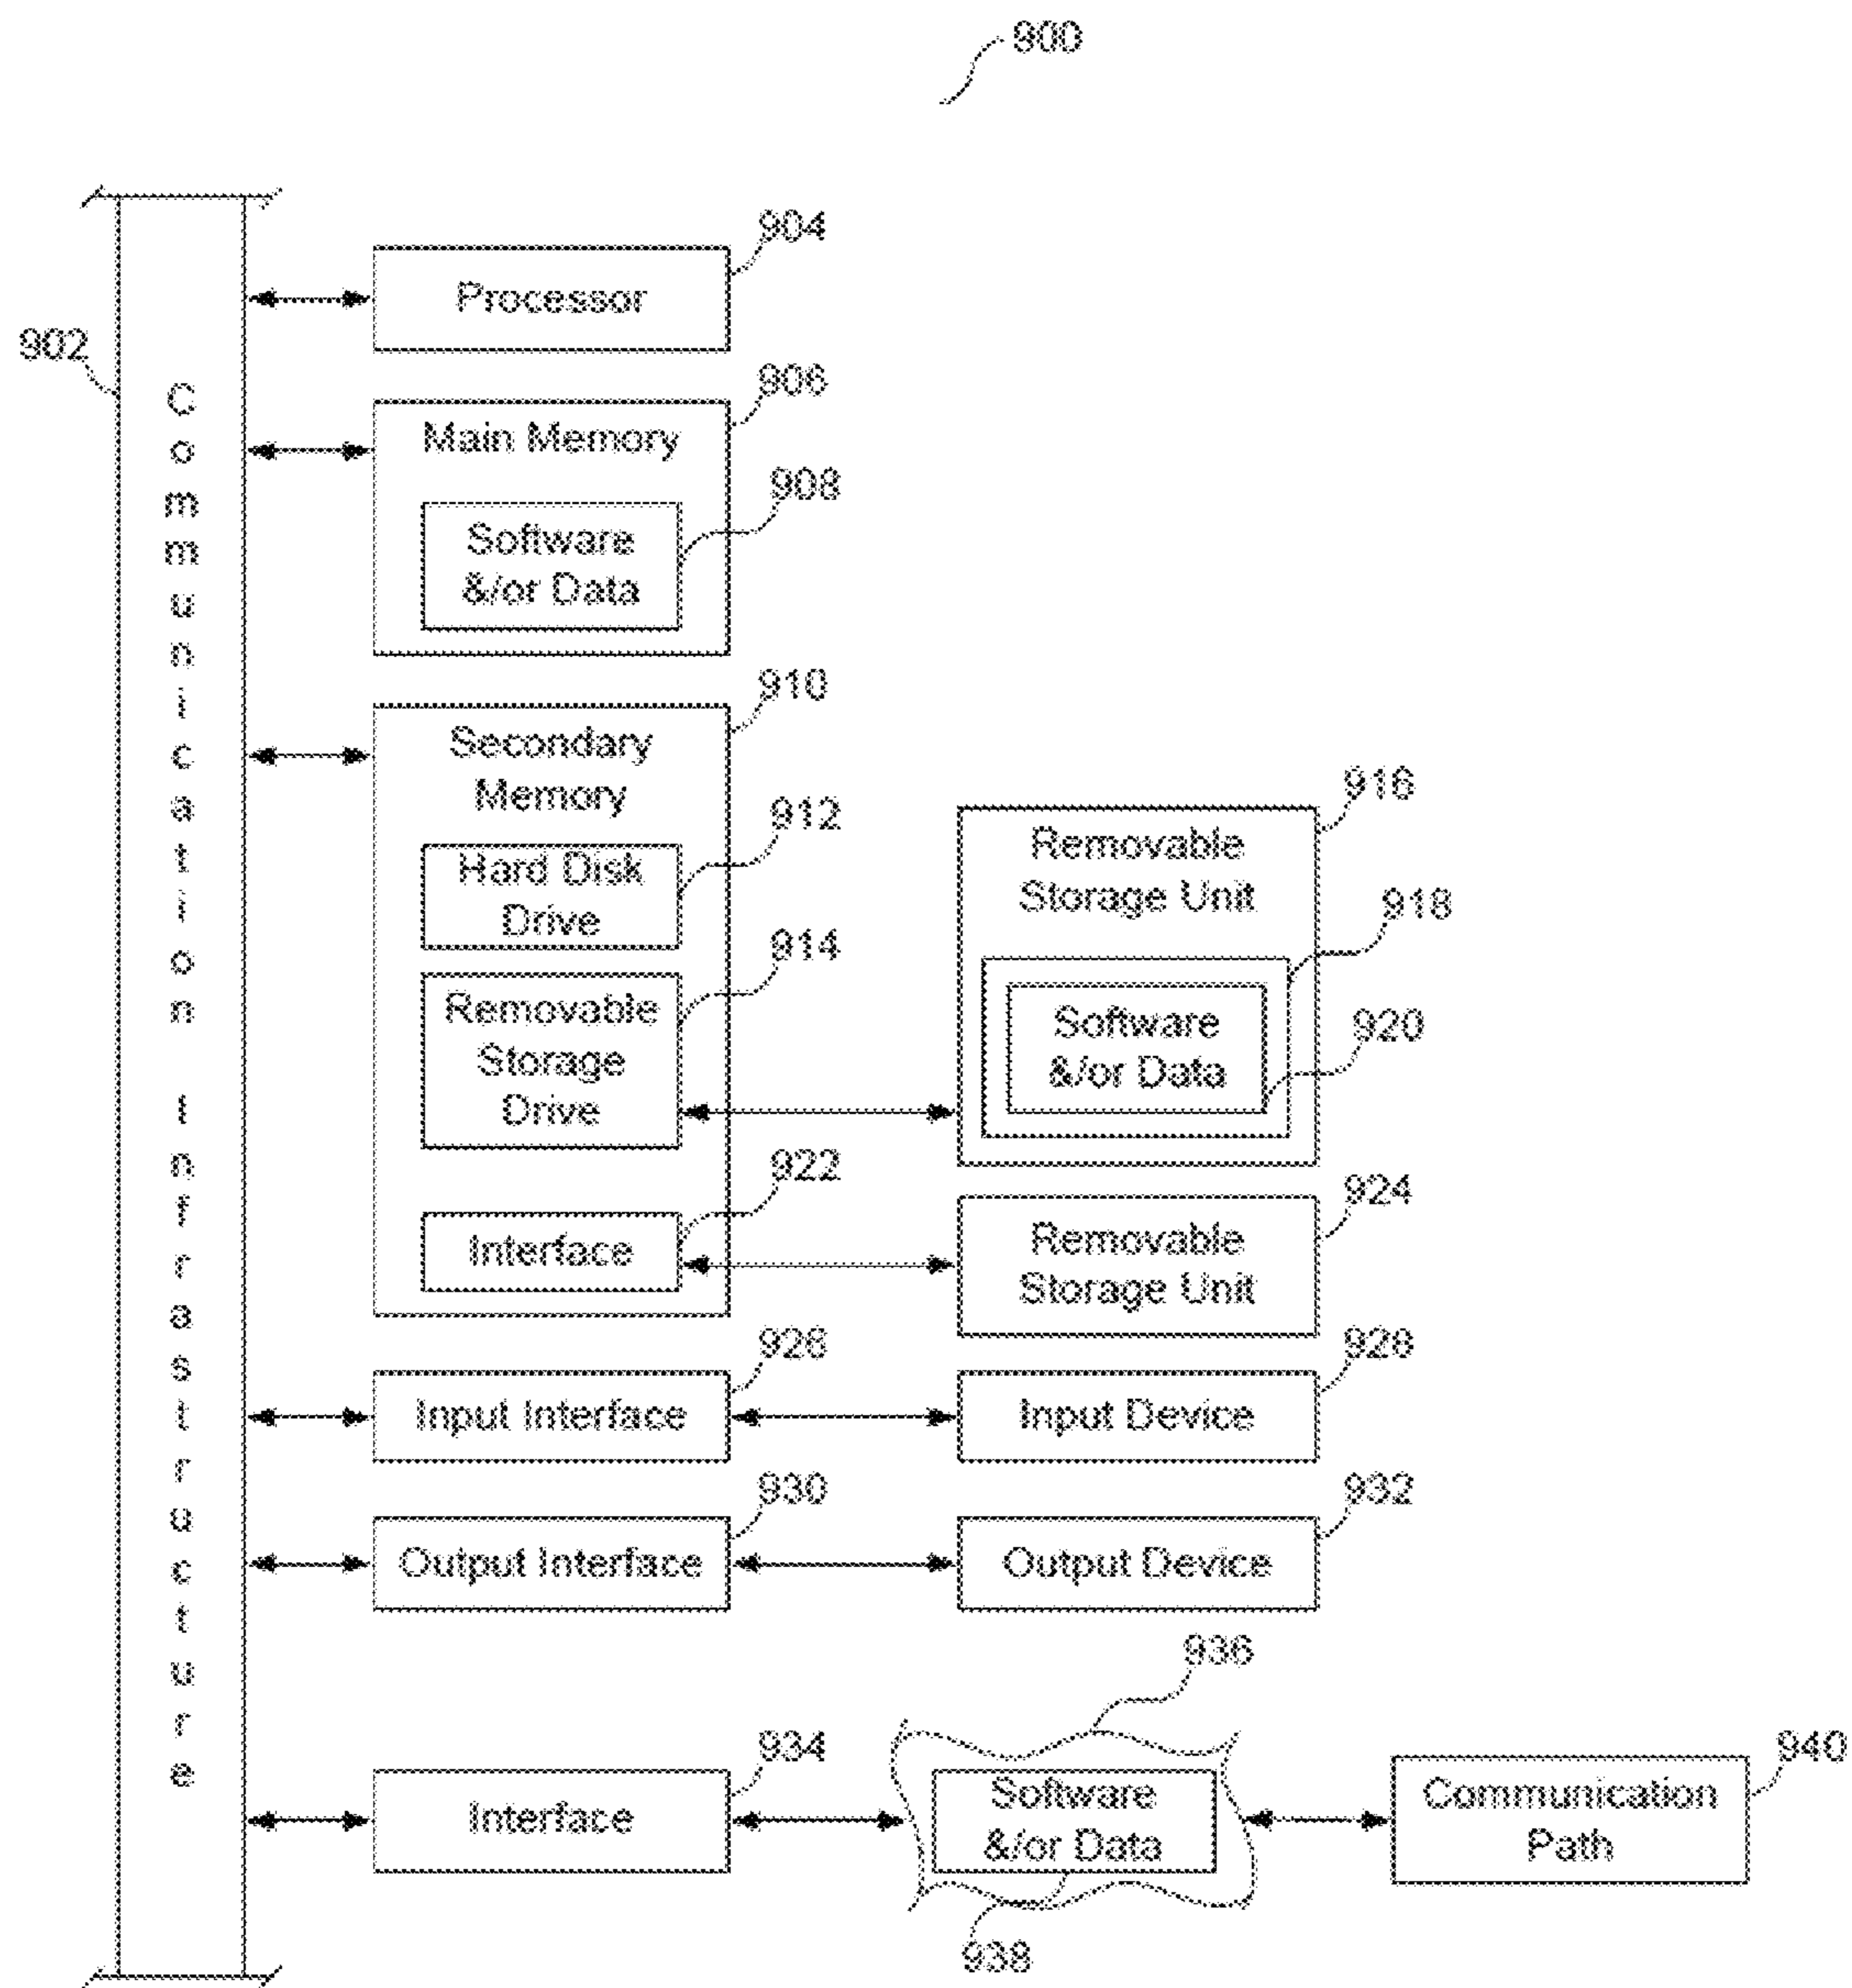 900
902
Communication Infrastructure
904
Processor
906
Main Memory
908
Software
&/or Data
910
Secondary
Memory
912
Hard Disk
Drive
914
Removable
Storage
Drive
916
Removable
Storage Unit
918
Software
&/or Data
920
922
Interface
924
Removable
Storage Unit
926
Input Interface
928
Input Device
930
Output Interface
932
Output Device
934
Interface
936
Software
&/or Data
938
940
Communication
Path